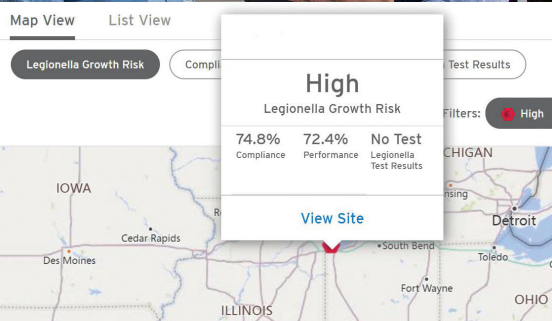 Map View
List View
Legionella Growth Risk
Compli
Test Results
High
Legionella Growth Risk
Filters:
High
74.8%
Compliance
72.4%
Performance
No Test
Legionella
Test Results
View Site
CHIGAN
IOWA
nsing
Detroit
Cedar Rapids
South Bend
Toledo
Des Moines
Fort Wayne
ILLINOIS
OHIO